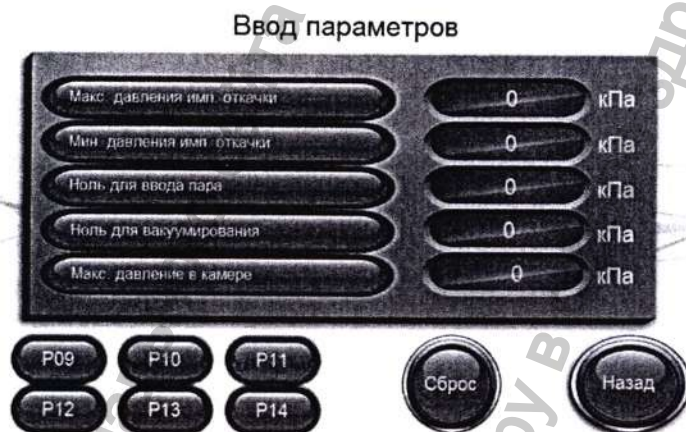 Ввод параметров
Макс. давления имп. откачки 0 кПа
Мин. давления имп. откачки 0 кПа
Ноль для ввода пара 0 кПа
Ноль для вакуумирования 0 кПа
Макс. давление в камере 0 кПа
P09 P10 P11
Сброс Назад
P12 P13 P14